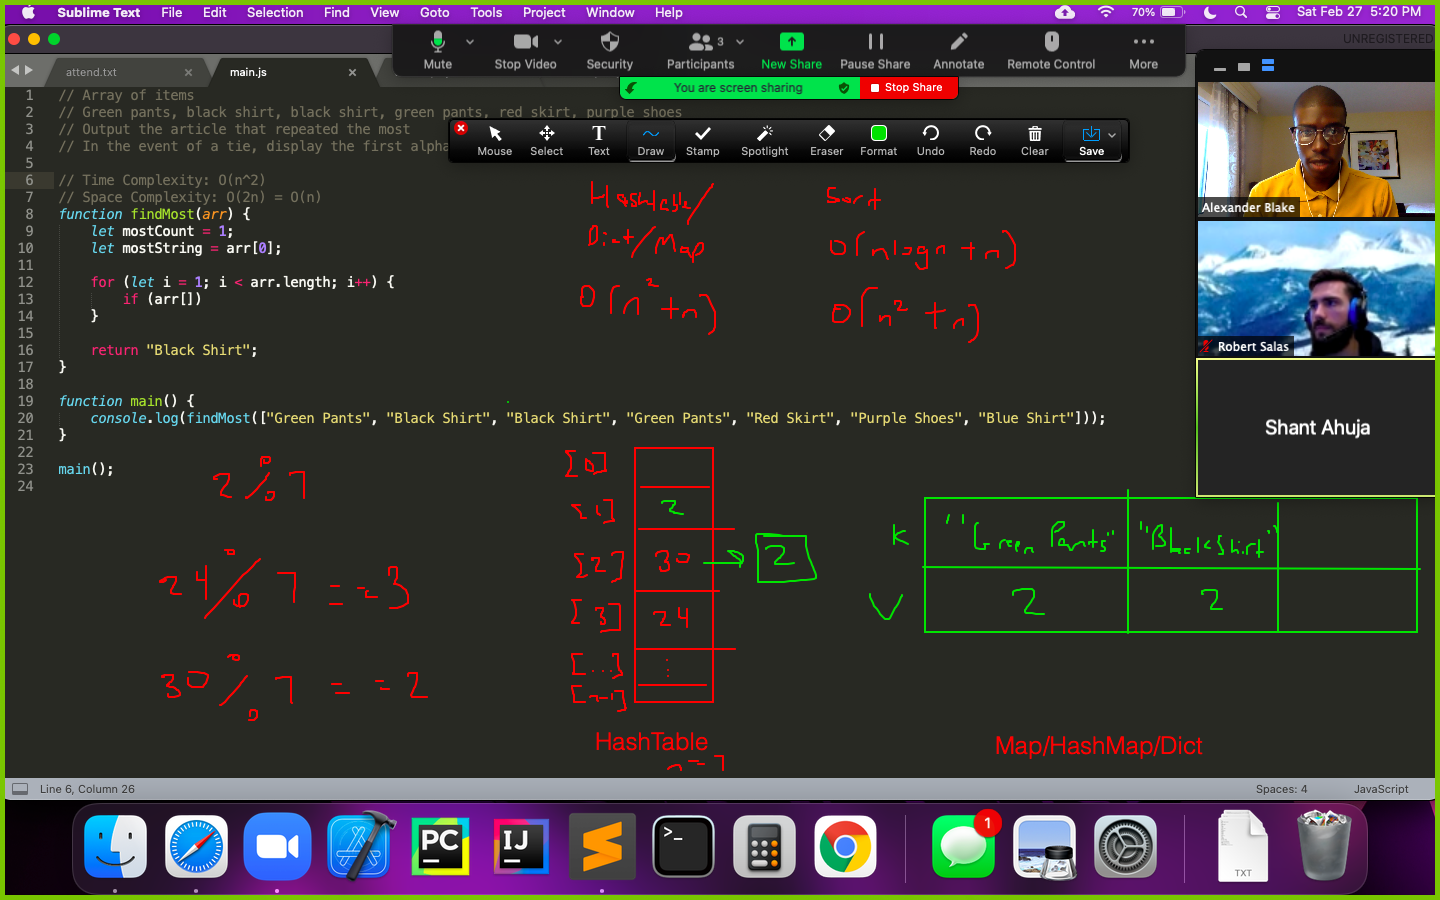 Sublime Text File Edit Selection Find View Goto Tools Project Window Help
70% Sat Feb 27 5:20 PM
UNREGISTERED
Mute Stop Video Security Participants 3 New Share Pause Share Annotate Remote Control More
You are screen sharing Stop Share
attend.txt main.js
Mouse Select Text Draw Stamp Spotlight Eraser Format Undo Redo Clear Save
1 // Array of items
2 // Green pants, black shirt, black shirt, green pants, red skirt, purple shoes
3 // Output the article that repeated the most
4 // In the event of a tie, display the first alpha
5
6 // Time Complexity: O(n^2)
7 // Space Complexity: O(2n) = O(n)
8 function findMost(arr) {
9 let mostCount = 1;
10 let mostString = arr[0];
11
12 for (let i = 1; i < arr.length; i++) {
13 if (arr[])
14 }
15
16 return "Black Shirt";
17 }
18
19 function main() {
20 console.log(findMost(["Green Pants", "Black Shirt", "Black Shirt", "Green Pants", "Red Skirt", "Purple Shoes", "Blue Shirt"]));
21 }
22
23 main();
24
Hashtable/
Dict/Map
O(n²+n)
Sort
O(nlogn+n)
O(n²+n)
Alexander Blake
Robert Salas
Shant Ahuja
2 % 7
24 % 7 == 3
30 % 7 == 2
[0]
[1] 2
[2] 30 → 2
[3] 24
[...] ⋮
[n-1]
HashTable
n = 7
K "Green Pants" "BlackShirt"
V 2 2
Map/HashMap/Dict
Line 6, Column 26 Spaces: 4 JavaScript
PC IJ >_ 1 TXT